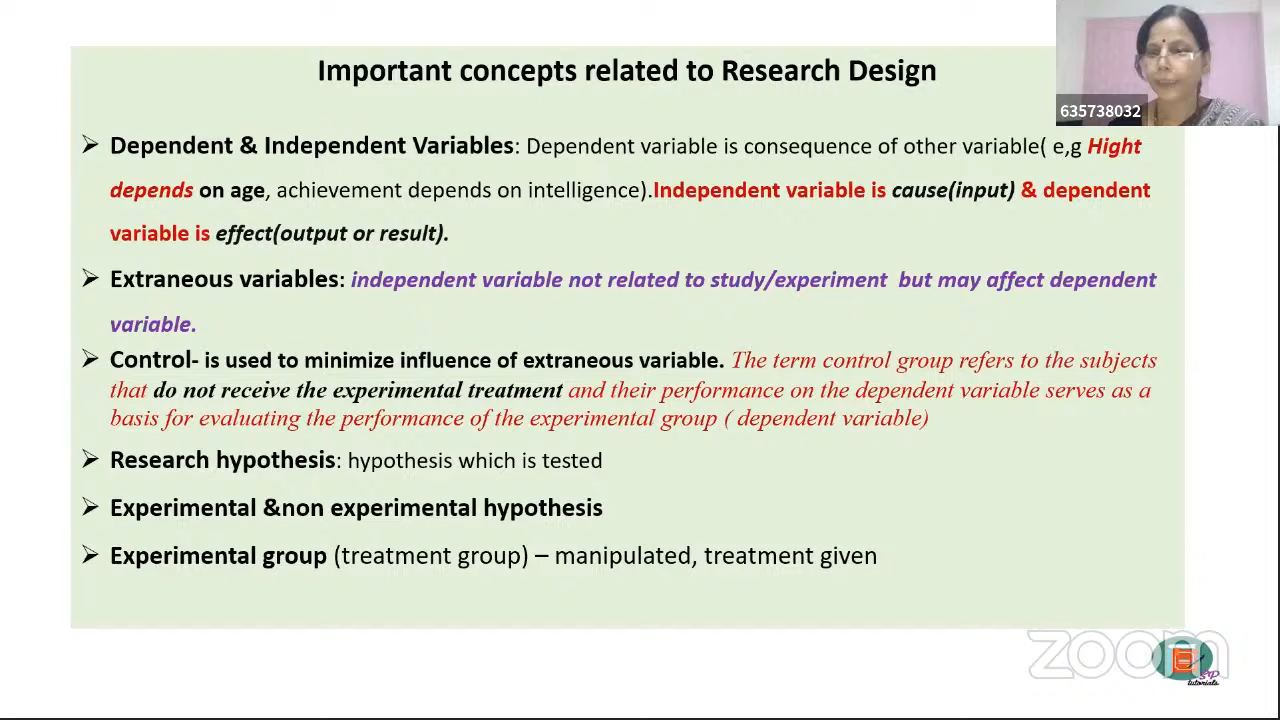 Important concepts related to Research Design
635738032
➢ Dependent & Independent Variables: Dependent variable is consequence of other variable( e,g Hight
depends on age, achievement depends on intelligence).Independent variable is cause(input) & dependent
variable is effect(output or result).
➢ Extraneous variables: independent variable not related to study/experiment but may affect dependent
variable.
➢ Control- is used to minimize influence of extraneous variable. The term control group refers to the subjects
that do not receive the experimental treatment and their performance on the dependent variable serves as a
basis for evaluating the performance of the experimental group ( dependent variable)
➢ Research hypothesis: hypothesis which is tested
➢ Experimental &non experimental hypothesis
➢ Experimental group (treatment group) – manipulated, treatment given
zoom
tutorials